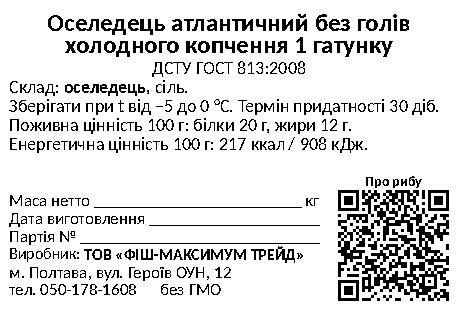 Оселедець атлантичний без голів
холодного копчення 1 гатунку
ДСТУ ГОСТ 813:2008
Склад: оселедець, сіль.
Зберігати при t від –5 до 0 °С. Термін придатності 30 діб.
Поживна цінність 100 г: білки 20 г, жири 12 г.
Енергетична цінність 100 г: 217 ккал / 908 кДж.
Про рибу
Маса нетто ________________________ кг
Дата виготовлення ____________________
Партія № ____________________________
Виробник: ТОВ «ФІШ-МАКСИМУМ ТРЕЙД»
м. Полтава, вул. Героїв ОУН, 12
тел. 050-178-1608 без ГМО